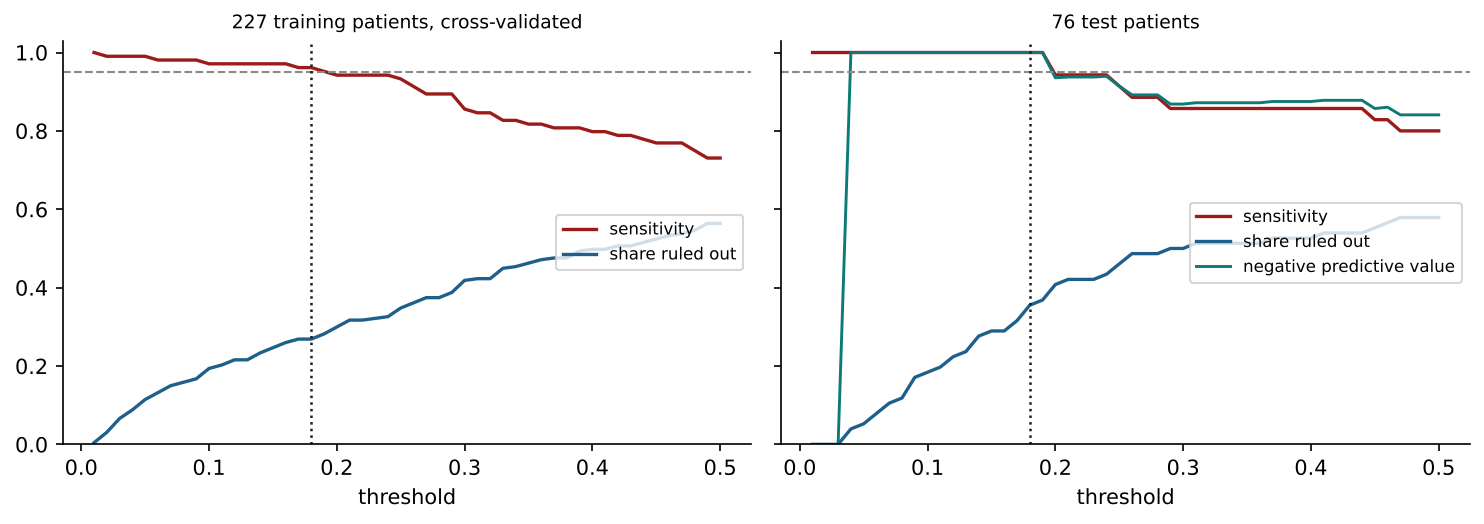 227 training patients, cross-validated
1.0
0.8
0.6
0.4
0.2
0.0
sensitivity
share ruled out
0.0 0.1 0.2 0.3 0.4 0.5
threshold
76 test patients
sensitivity
share ruled out
negative predictive value
0.0 0.1 0.2 0.3 0.4 0.5
threshold